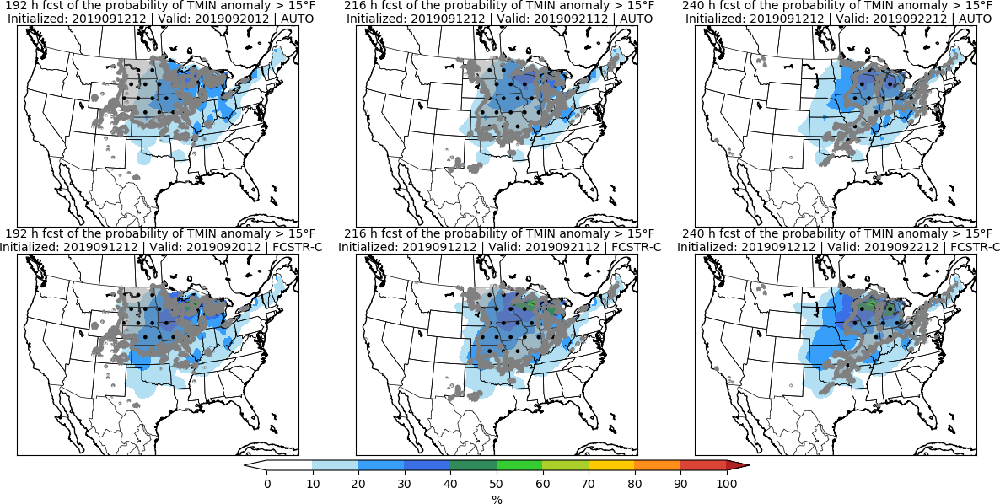 192 h fcst of the probability of TMIN anomaly > 15°F
Initialized: 2019091212 | Valid: 2019092012 | AUTO
216 h fcst of the probability of TMIN anomaly > 15°F
Initialized: 2019091212 | Valid: 2019092112 | AUTO
240 h fcst of the probability of TMIN anomaly > 15°F
Initialized: 2019091212 | Valid: 2019092212 | AUTO
192 h fcst of the probability of TMIN anomaly > 15°F
Initialized: 2019091212 | Valid: 2019092012 | FCSTR-C
216 h fcst of the probability of TMIN anomaly > 15°F
Initialized: 2019091212 | Valid: 2019092112 | FCSTR-C
240 h fcst of the probability of TMIN anomaly > 15°F
Initialized: 2019091212 | Valid: 2019092212 | FCSTR-C
0 10 20 30 40 50 60 70 80 90 100
%